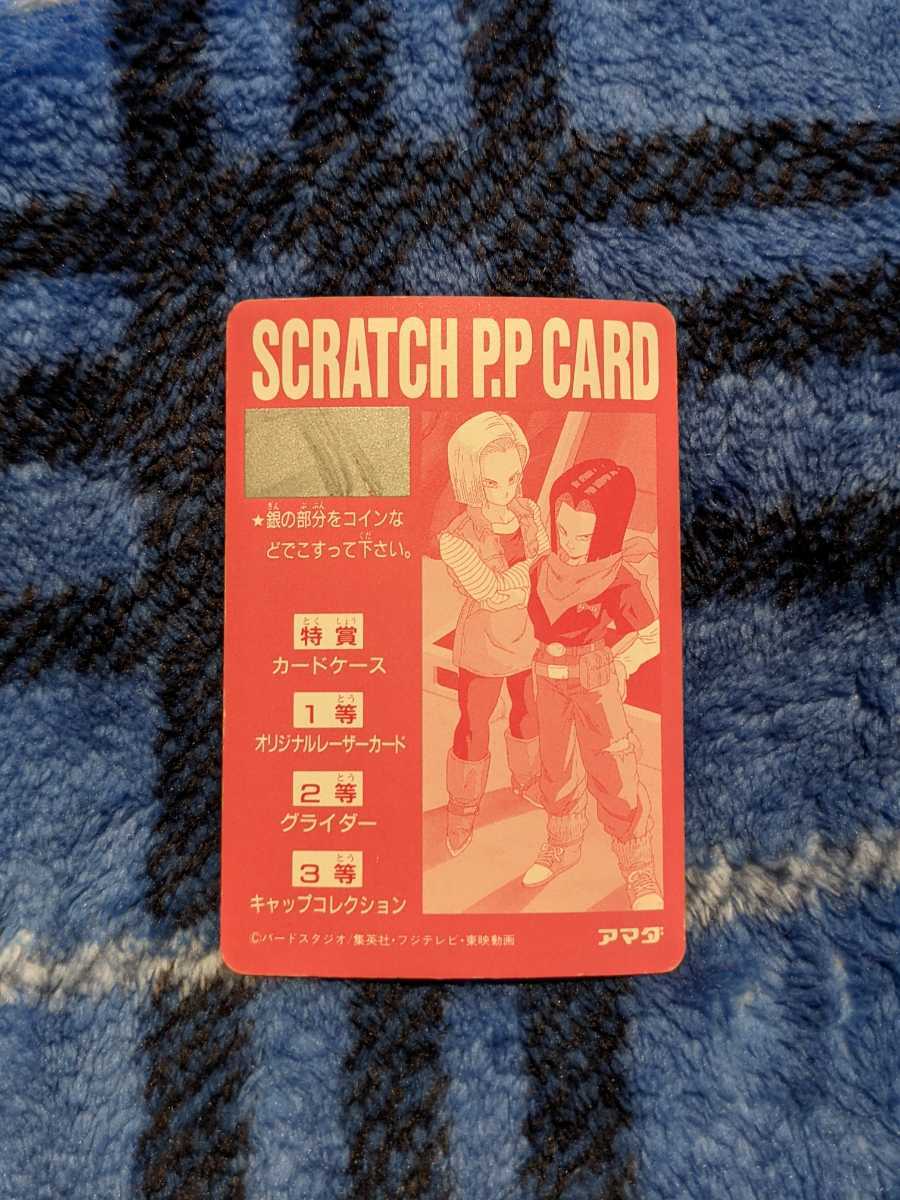 SCRATCH P.P CARD
★銀の部分をコインな
どでこすって下さい。
特賞
カードケース
1等
オリジナルレーザーカード
2等
グライダー
3等
キャップコレクション
©バードスタジオ/集英社・フジテレビ・東映動画
アマダ